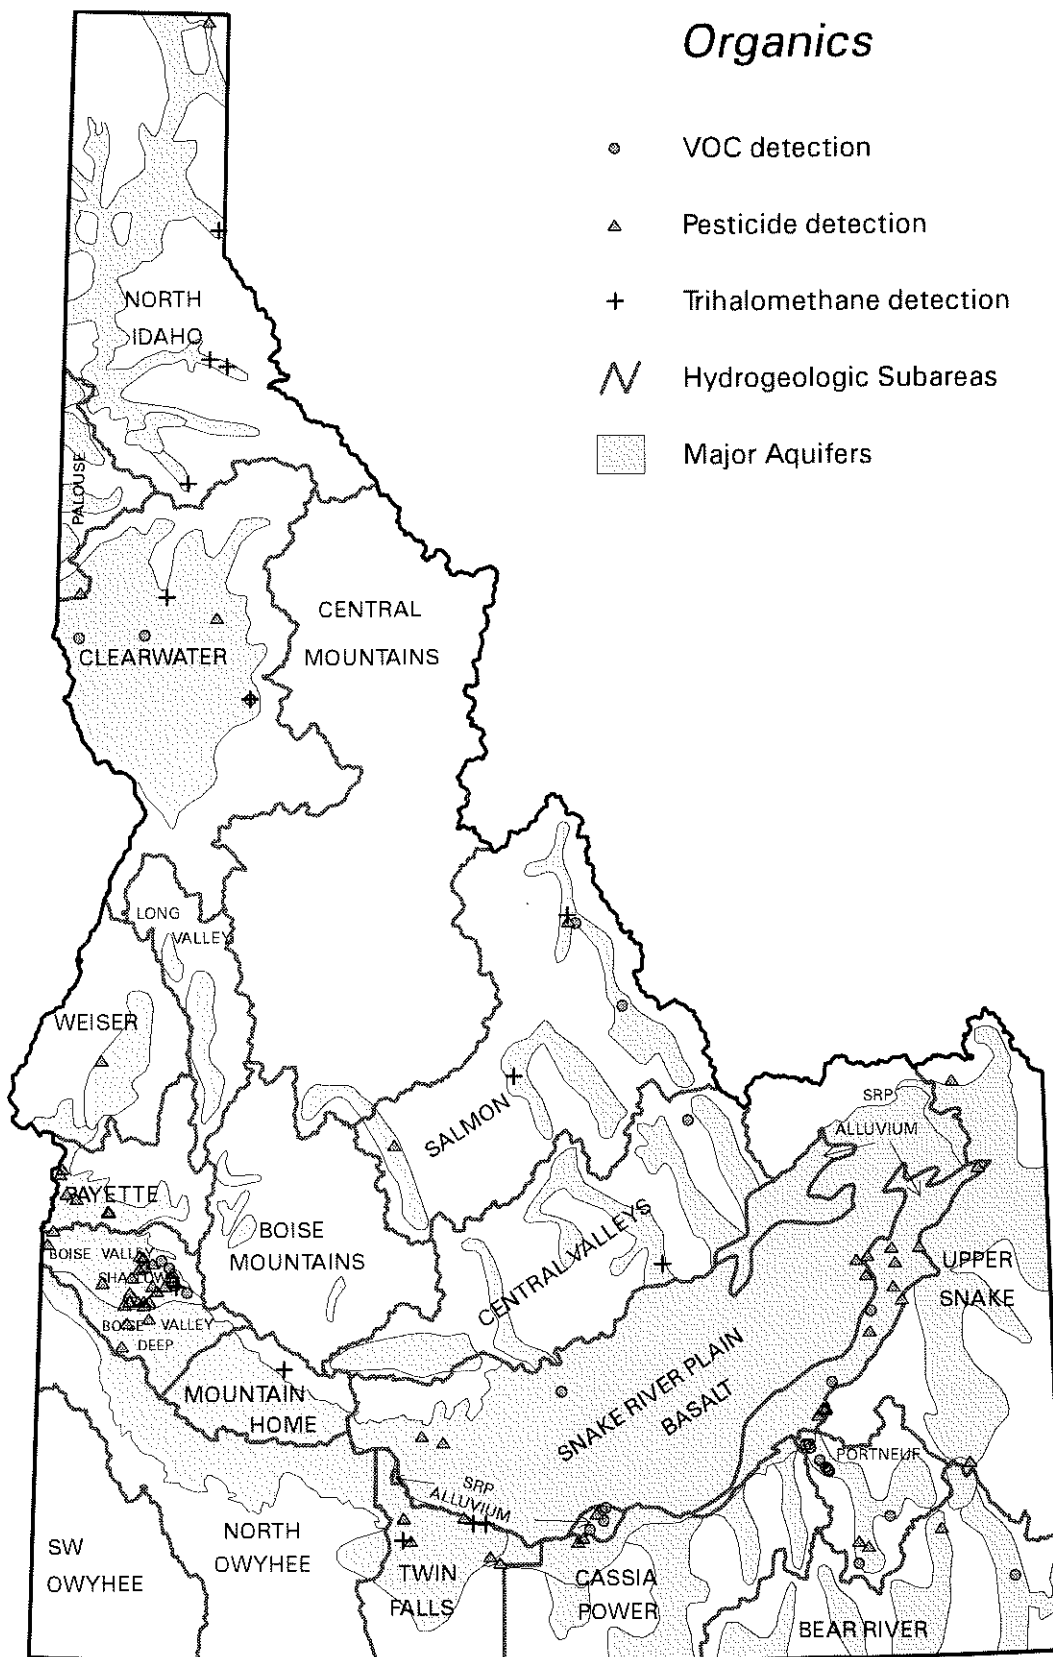 Organics
VOC detection
Pesticide detection
Trihalomethane detection
Hydrogeologic Subareas
Major Aquifers
NORTH
IDAHO
PALOUSE
CENTRAL
MOUNTAINS
CLEARWATER
LONG
VALLEY
WEISER
SALMON
SRP
ALLUVIUM
PAYETTE
BOISE VALLEY
SHALLOW
BOISE VALLEY
DEEP
BOISE
MOUNTAINS
CENTRAL VALLEYS
UPPER
SNAKE
MOUNTAIN
HOME
SNAKE RIVER PLAIN
BASALT
PORTNEUF
SRP
ALLUVIUM
SW
OWYHEE
NORTH
OWYHEE
TWIN
FALLS
CASSIA
POWER
BEAR RIVER